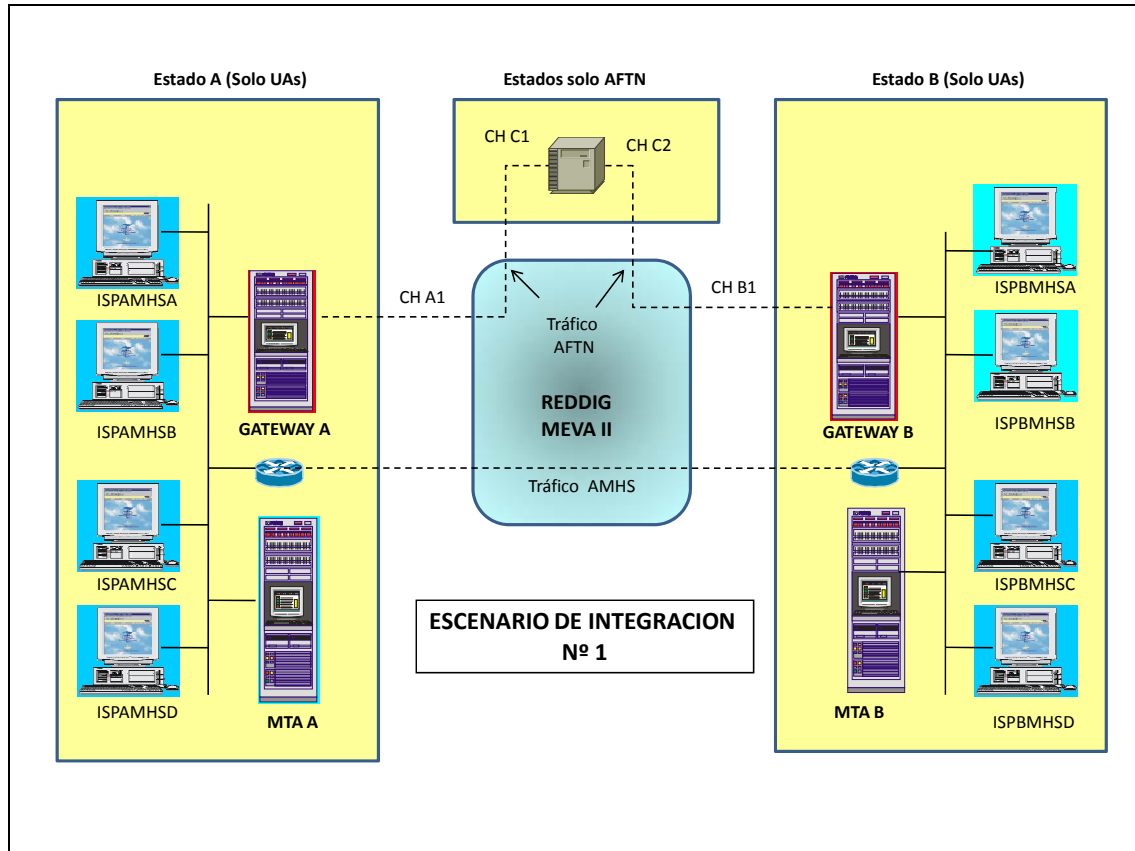 Estado A (Solo UAs)
Estados solo AFTN
Estado B (Solo UAs)
CH C1
CH C2
ISPAMHSA
ISPAMHSB
ISPAMHSC
ISPAMHSD
GATEWAY A
MTA A
CH A1
CH B1
Tráfico
AFTN
REDDIG
MEVA II
Tráfico AMHS
ESCENARIO DE INTEGRACION
Nº 1
GATEWAY B
MTA B
ISPBMHSA
ISPBMHSB
ISPBMHSC
ISPBMHSD